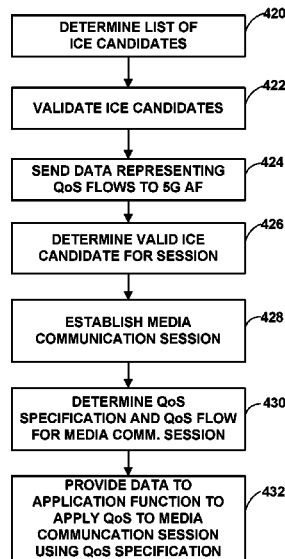 DETERMINE LIST OF
ICE CANDIDATES
420
VALIDATE ICE CANDIDATES
422
SEND DATA REPRESENTING
QoS FLOWS TO 5G AF
424
DETERMINE VALID ICE
CANDIDATE FOR SESSION
426
ESTABLISH MEDIA
COMMUNICATION SESSION
428
DETERMINE QoS
SPECIFICATION AND QoS FLOW
FOR MEDIA COMM. SESSION
430
PROVIDE DATA TO
APPLICATION FUNCTION TO
APPLY QoS TO MEDIA
COMMUNCATION SESSION
USING QoS SPECIFICATION
432